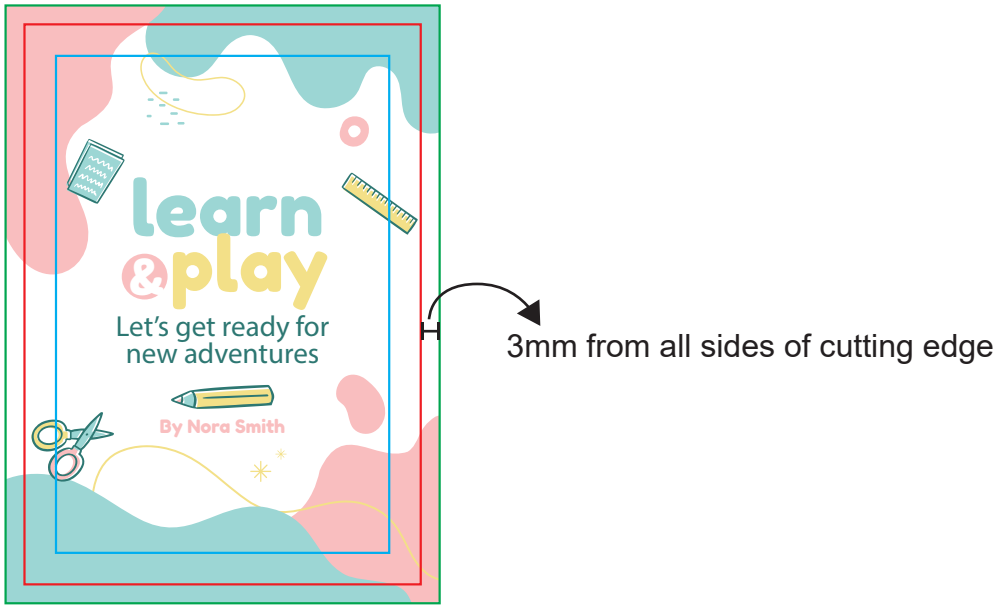 learn
& play
Let's get ready for
new adventures
3mm from all sides of cutting edge
By Nora Smith